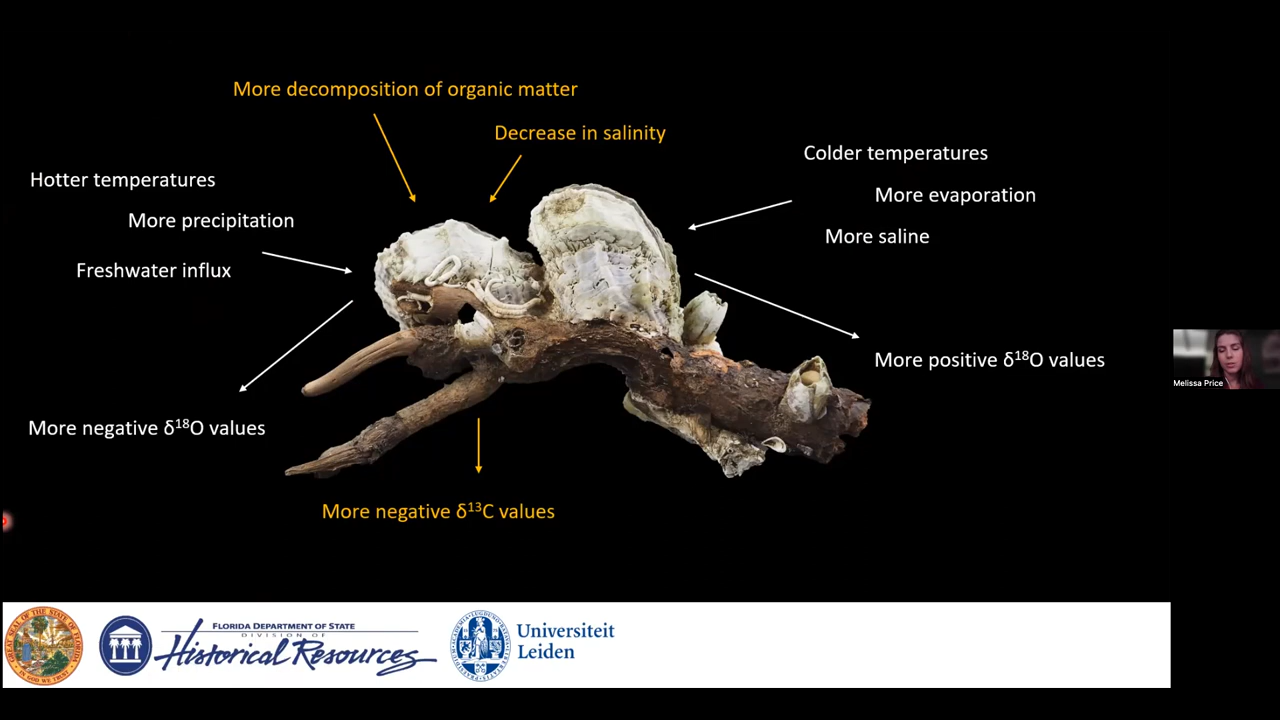 More decomposition of organic matter
Decrease in salinity
Hotter temperatures
More precipitation
Freshwater influx
Colder temperatures
More evaporation
More saline
More positive δ¹⁸O values
More negative δ¹⁸O values
More negative δ¹³C values
Melissa Price
FLORIDA DEPARTMENT OF STATE
DIVISION OF
Historical Resources
Universiteit
Leiden